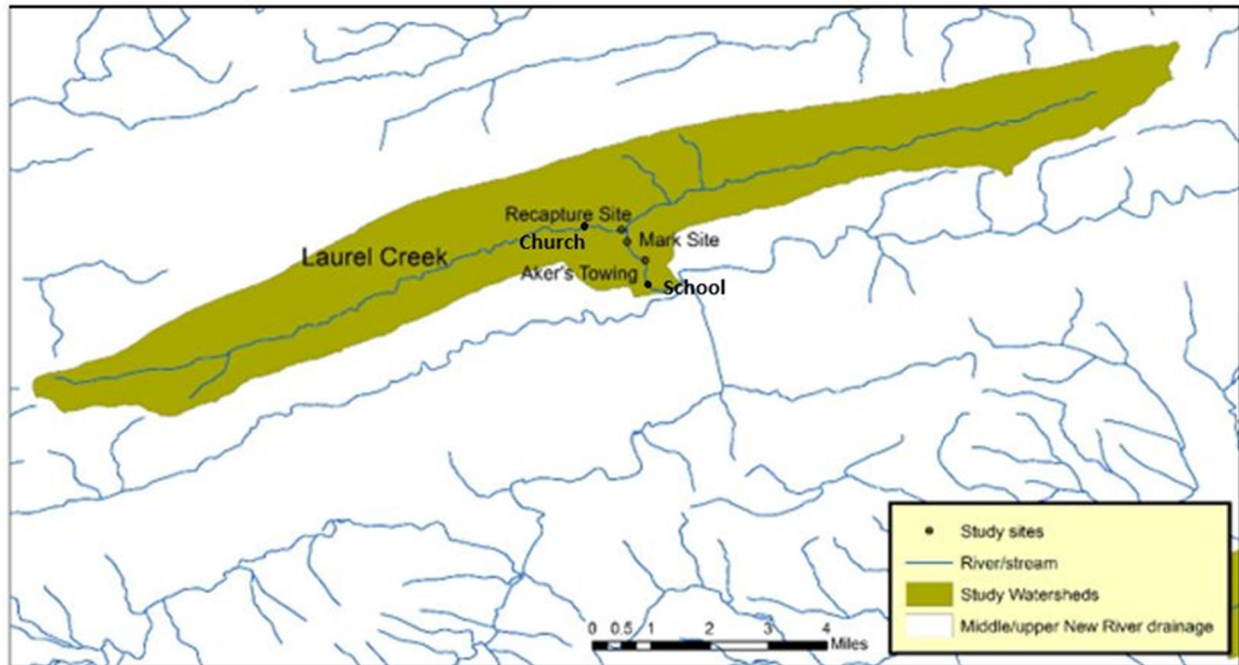 Recapture Site
Church
Mark Site
Laurel Creek
Aker's Towing
School
Study sites
River/stream
Study Watersheds
Middle/upper New River drainage
0 0.5 1 2 3 4
Miles